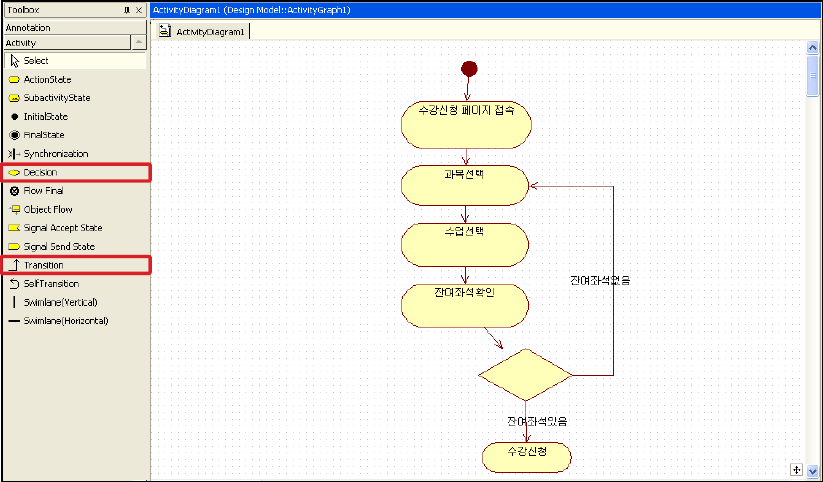 Toolbox
Annotation
Activity
Select
ActionState
SubactivityState
InitialState
FinalState
Synchronization
Decision
Flow Final
Object Flow
Signal Accept State
Signal Send State
Transition
SelfTransition
Swimlane(Vertical)
Swimlane(Horizontal)
ActivityDiagram1 (Design Model::ActivityGraph1)
ActivityDiagram1
수강신청 페이지 접속
과목선택
수업선택
잔여좌석확인
잔여좌석없음
잔여좌석있음
수강신청